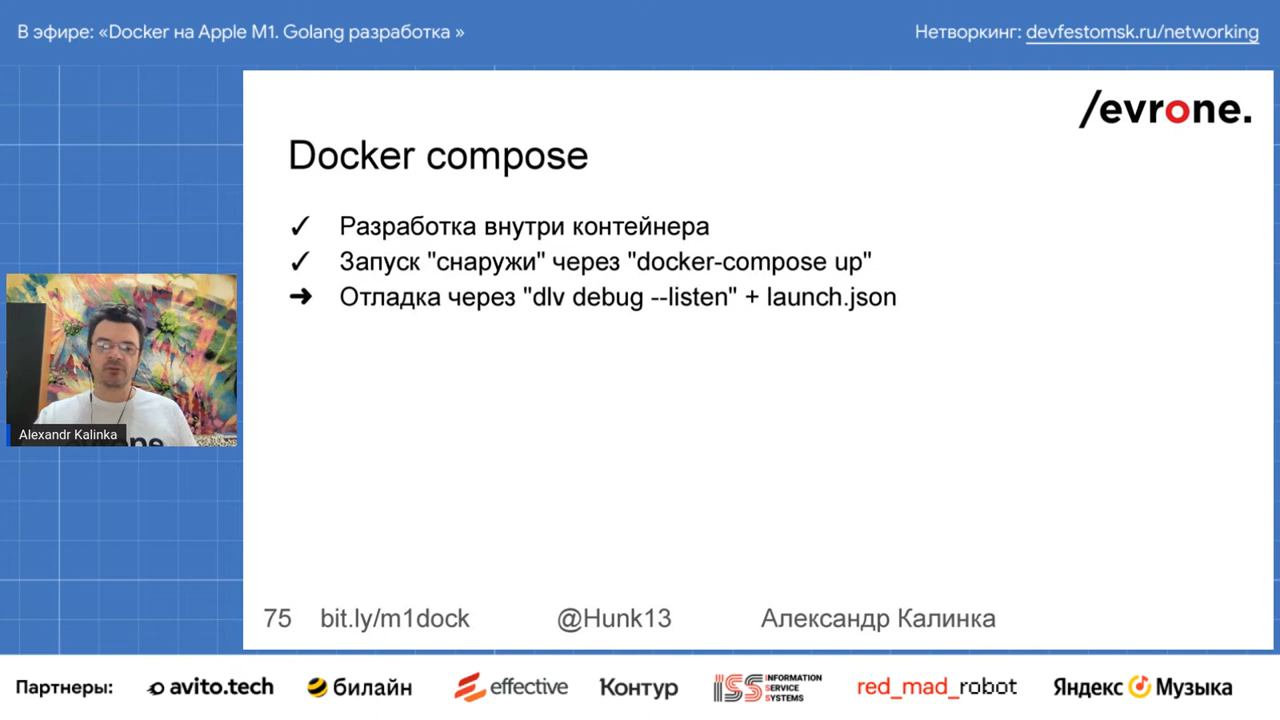 В эфире: «Docker на Apple M1. Golang разработка »
Нетворкинг: devfestomsk.ru/networking
/evrone.
Docker compose
✓ Разработка внутри контейнера
✓ Запуск "снаружи" через "docker-compose up"
➜ Отладка через "dlv debug --listen" + launch.json
Alexandr Kalinka
75 bit.ly/m1dock @Hunk13 Александр Калинка
Партнеры: avito.tech билайн effective Контур ISS INFORMATION SERVICE SYSTEMS red_mad_robot Яндекс Музыка